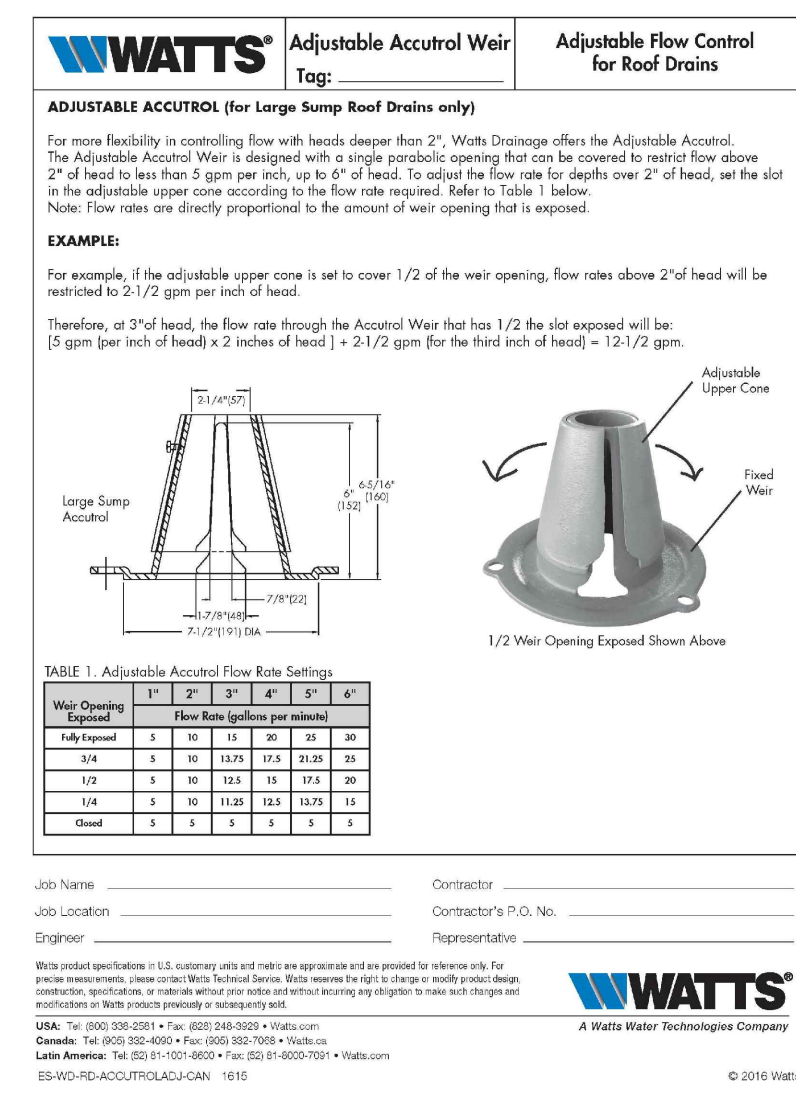 WATTS®
Adjustable Accutrol Weir
Tag:
Adjustable Flow Control
for Roof Drains
ADJUSTABLE ACCUTROL (for Large Sump Roof Drains only)
For more flexibility in controlling flow with heads deeper than 2", Watts Drainage offers the Adjustable Accutrol.
The Adjustable Accutrol Weir is designed with a single parabolic opening that can be covered to restrict flow above
2" of head to less than 5 gpm per inch, up to 6" of head. To adjust the flow rate for depths over 2" of head, set the slot
in the adjustable upper cone according to the flow rate required. Refer to Table 1 below.
Note: Flow rates are directly proportional to the amount of weir opening that is exposed.
EXAMPLE:
For example, if the adjustable upper cone is set to cover 1/2 of the weir opening, flow rates above 2"of head will be
restricted to 2-1/2 gpm per inch of head.
Therefore, at 3"of head, the flow rate through the Accutrol Weir that has 1/2 the slot exposed will be:
[5 gpm (per inch of head) x 2 inches of head ] + 2-1/2 gpm (for the third inch of head) = 12-1/2 gpm.
2-1/4"(57)
Large Sump
Accutrol
6"
(152)
6-5/16"
(160)
7/8"(22)
1-7/8"(48)
7-1/2"(191) DIA
Adjustable
Upper Cone
Fixed
Weir
1/2 Weir Opening Exposed Shown Above
TABLE 1. Adjustable Accutrol Flow Rate Settings
Weir Opening
Exposed
1" 2" 3" 4" 5" 6"
Flow Rate (gallons per minute)
Fully Exposed 5 10 15 20 25 30
3/4 5 10 13.75 17.5 21.25 25
1/2 5 10 12.5 15 17.5 20
1/4 5 10 11.25 12.5 13.75 15
Closed 5 5 5 5 5 5
Job Name
Job Location
Engineer
Contractor
Contractor's P.O. No.
Representative
Watts product specifications in U.S. customary units and metric are approximate and are provided for reference only. For
precise measurements, please contact Watts Technical Service. Watts reserves the right to change or modify product design,
construction, specifications, or materials without prior notice and without incurring any obligation to make such changes and
modifications on Watts products previously or subsequently sold.
WATTS®
A Watts Water Technologies Company
USA: Tel: (800) 338-2581 • Fax: (828) 248-3929 • Watts.com
Canada: Tel: (905) 332-4090 • Fax: (905) 332-7068 • Watts.ca
Latin America: Tel: (52) 81-1001-8600 • Fax: (52) 81-8000-7091 • Watts.com
ES-WD-RD-ACCUTROLADJ-CAN 1615
© 2016 Watts